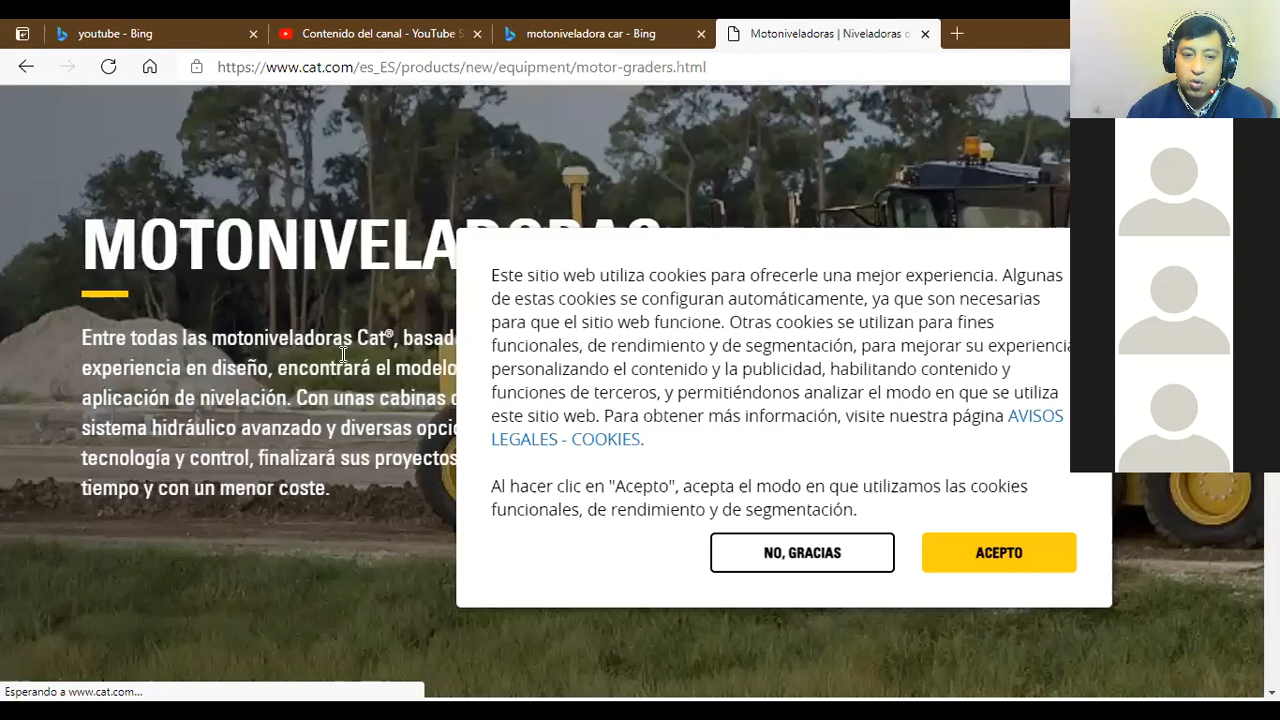 youtube - Bing
Contenido del canal - YouTube S
motoniveladora car - Bing
Motoniveladoras | Niveladoras
https://www.cat.com/es_ES/products/new/equipment/motor-graders.html
MOTONIVELADORAS
Entre todas las motoniveladoras Cat®, basad
experiencia en diseño, encontrará el modelo
aplicación de nivelación. Con unas cabinas
sistema hidráulico avanzado y diversas opci
tecnología y control, finalizará sus proyectos
tiempo y con un menor coste.
Este sitio web utiliza cookies para ofrecerle una mejor experiencia. Algunas
de estas cookies se configuran automáticamente, ya que son necesarias
para que el sitio web funcione. Otras cookies se utilizan para fines
funcionales, de rendimiento y de segmentación, para mejorar su experiencia
personalizando el contenido y la publicidad, habilitando contenido y
funciones de terceros, y permitiéndonos analizar el modo en que se utiliza
este sitio web. Para obtener más información, visite nuestra página AVISOS
LEGALES - COOKIES.
Al hacer clic en "Acepto", acepta el modo en que utilizamos las cookies
funcionales, de rendimiento y de segmentación.
NO, GRACIAS
ACEPTO
Esperando a www.cat.com...